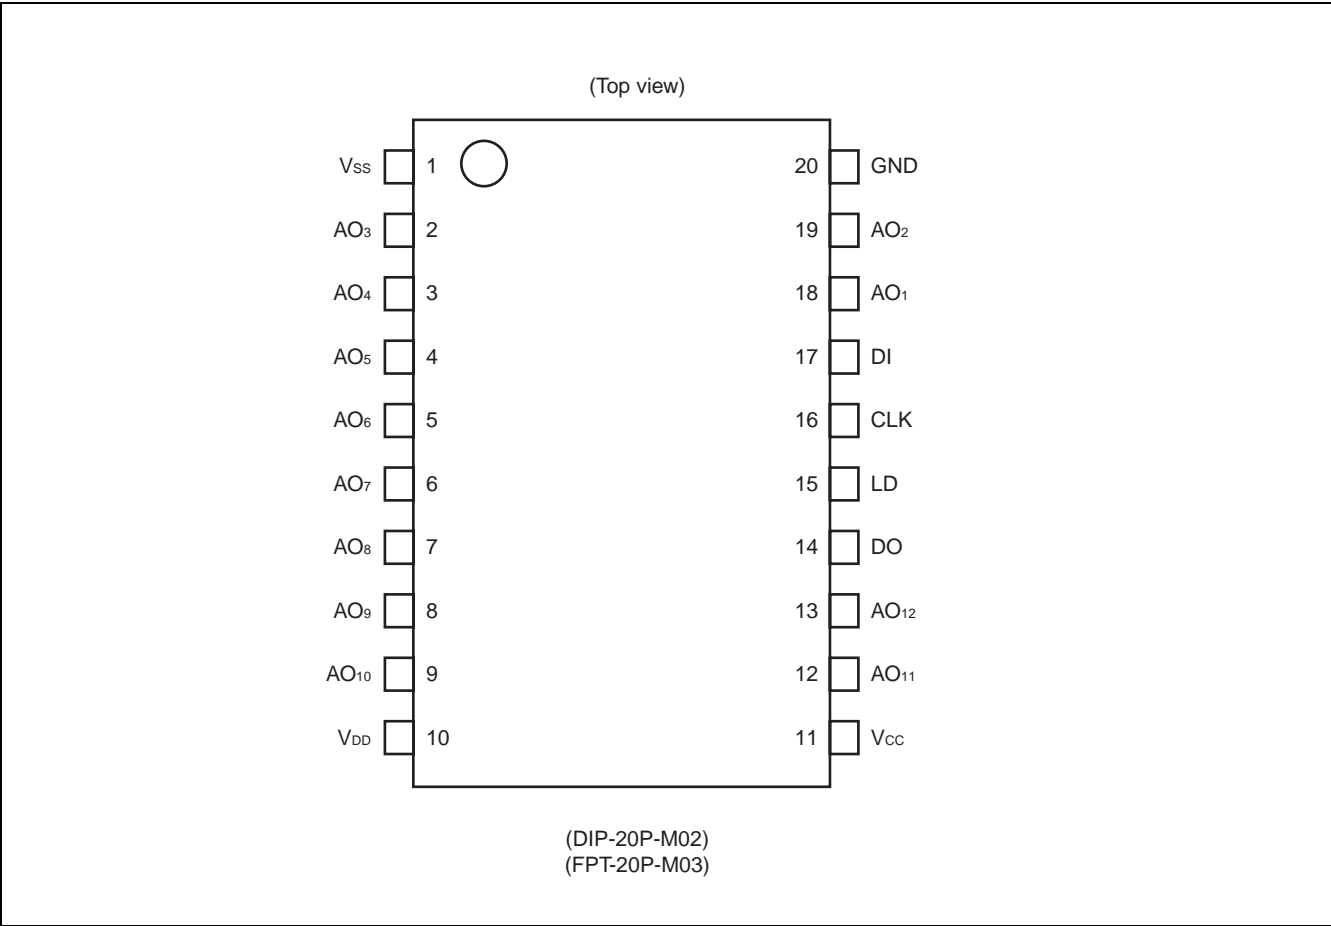 (Top view)
VSS 1 20 GND
AO3 2 19 AO2
AO4 3 18 AO1
AO5 4 17 DI
AO6 5 16 CLK
AO7 6 15 LD
AO8 7 14 DO
AO9 8 13 AO12
AO10 9 12 AO11
VDD 10 11 VCC
(DIP-20P-M02)
(FPT-20P-M03)